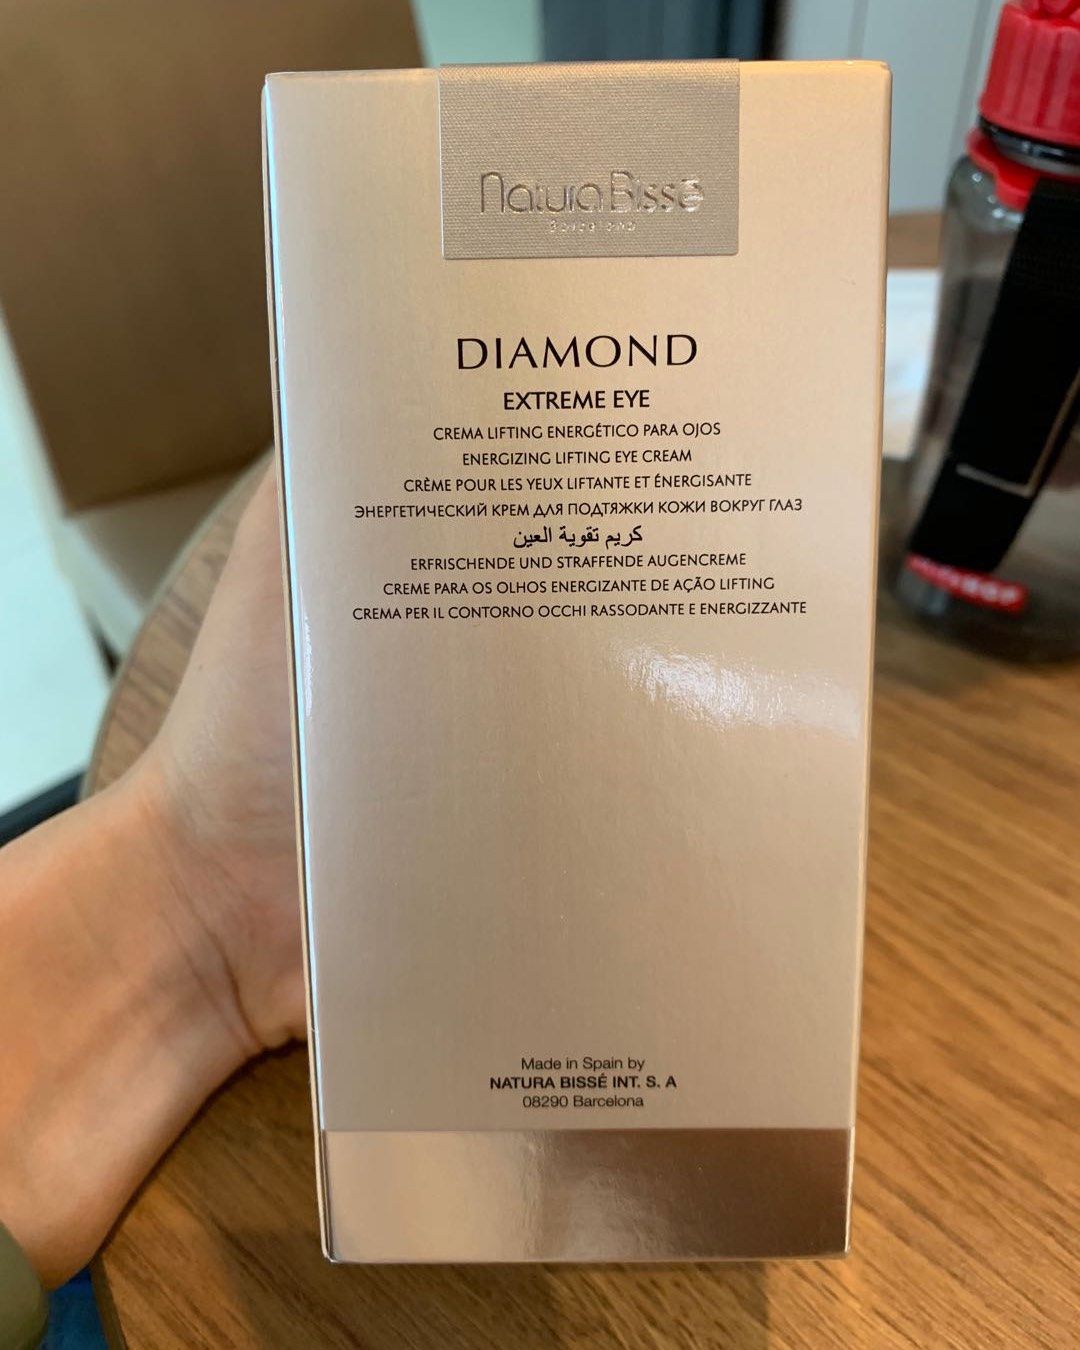 Natura Bissé
Barcelona
DIAMOND
EXTREME EYE
CREMA LIFTING ENERGÉTICO PARA OJOS
ENERGIZING LIFTING EYE CREAM
CRÈME POUR LES YEUX LIFTANTE ET ÉNERGISANTE
ЭНЕРГЕТИЧЕСКИЙ КРЕМ ДЛЯ ПОДТЯЖКИ КОЖИ ВОКРУГ ГЛАЗ
كريم تقوية العين
ERFRISCHENDE UND STRAFFENDE AUGENCREME
CREME PARA OS OLHOS ENERGIZANTE DE AÇÃO LIFTING
CREMA PER IL CONTORNO OCCHI RASSODANTE E ENERGIZZANTE
Made in Spain by
NATURA BISSÉ INT. S. A
08290 Barcelona